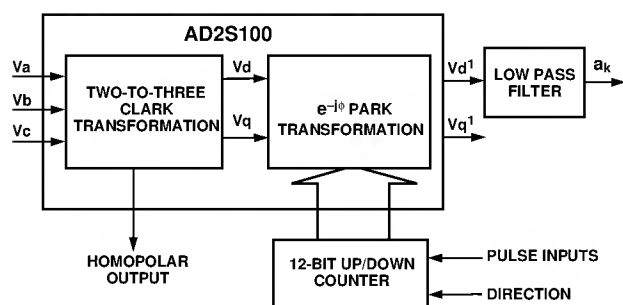 AD2S100
Va
Vb
Vc
TWO-TO-THREE
CLARK
TRANSFORMATION
Vd
Vq
e–jφ PARK
TRANSFORMATION
Vd1
Vq1
LOW PASS
FILTER
ak
HOMOPOLAR
OUTPUT
12-BIT UP/DOWN
COUNTER
PULSE INPUTS
DIRECTION